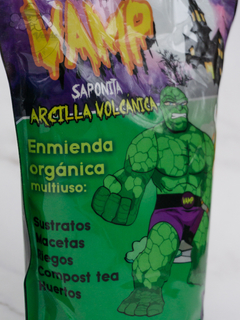 VAMP
SAPONITA
ARCILLA VOLCÁNICA
Enmienda
orgánica
multiuso:
Sustratos
Macetas
Riegos
Compost tea
Huertos
VAMP